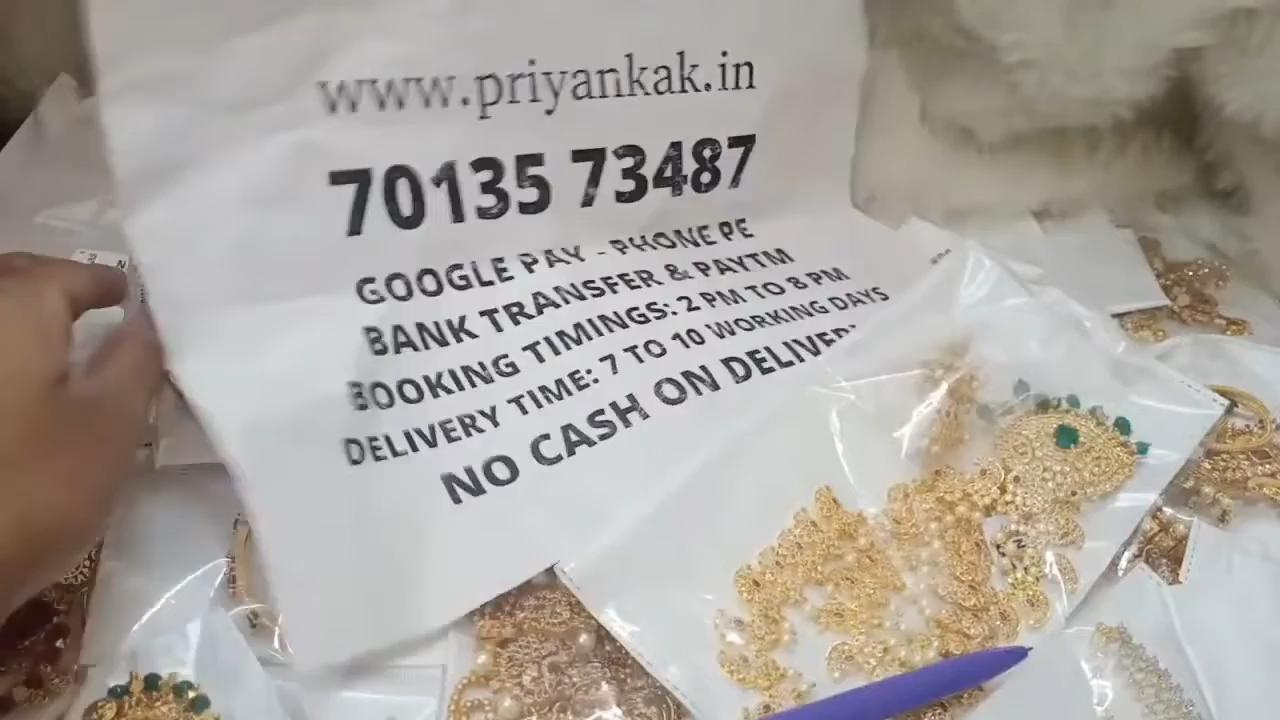 www.priyankak.in
70135 73487
GOOGLE PAY - PHONE PE
BANK TRANSFER & PAYTM
BOOKING TIMINGS: 2 PM TO 8 PM
DELIVERY TIME: 7 TO 10 WORKING DAYS
NO CASH ON DELIVERY